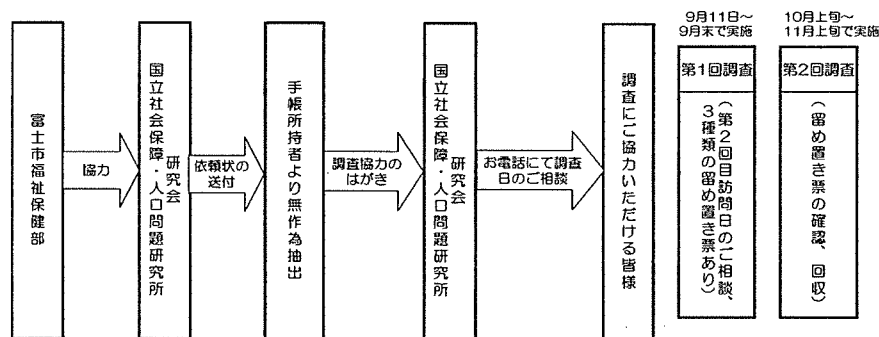 富士市福祉保健部
協力
国立社会保障・人口問題研究所
研究会
依頼状の
送付
手帳所持者より無作為抽出
調査協力の
はがき
国立社会保障・人口問題研究所
研究会
お電話にて調査
日のご相談
調査にご協力いただける皆様
9月11日～
9月末で実施
第1回調査
(第2回目訪問日のご相談、
3種類の留め置き票あり)
10月上旬～
11月上旬で実施
第2回調査
(留め置き票の確認、回収)